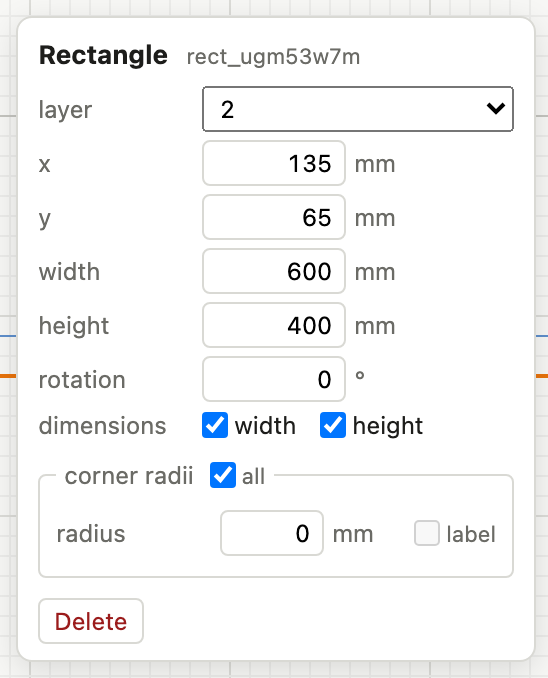 Rectangle rect_ugm53w7m
layer 2
x 135 mm
y 65 mm
width 600 mm
height 400 mm
rotation 0 °
dimensions width height
corner radii all
radius 0 mm label
Delete